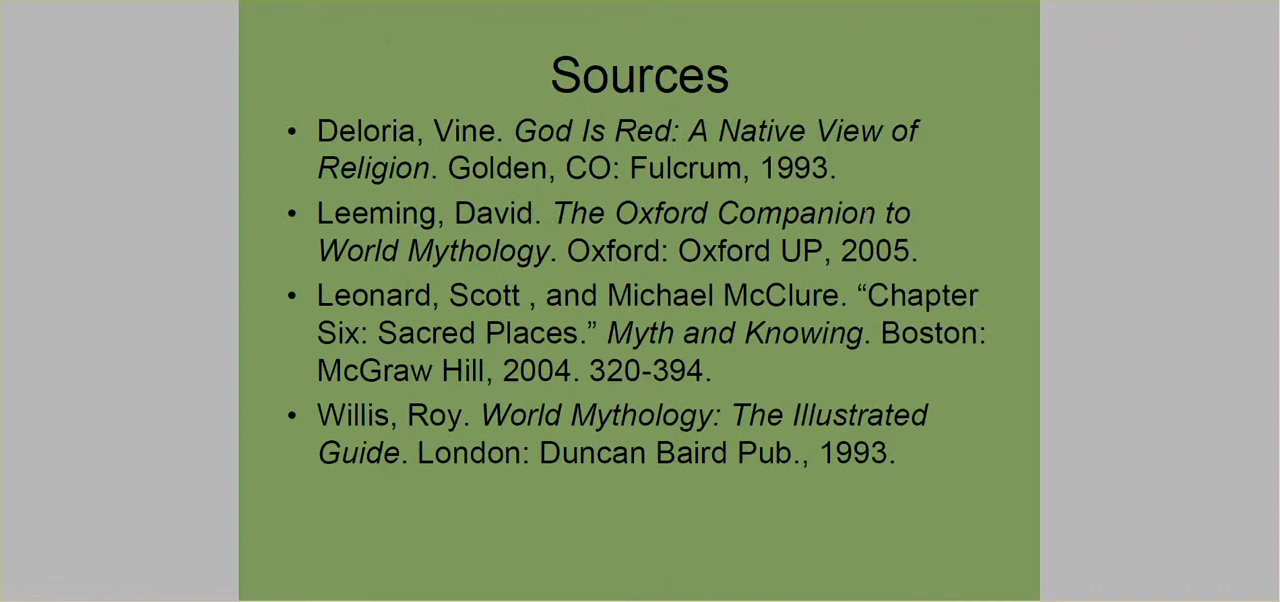 Sources
• Deloria, Vine. God Is Red: A Native View of
Religion. Golden, CO: Fulcrum, 1993.
• Leeming, David. The Oxford Companion to
World Mythology. Oxford: Oxford UP, 2005.
• Leonard, Scott , and Michael McClure. “Chapter
Six: Sacred Places.” Myth and Knowing. Boston:
McGraw Hill, 2004. 320-394.
• Willis, Roy. World Mythology: The Illustrated
Guide. London: Duncan Baird Pub., 1993.